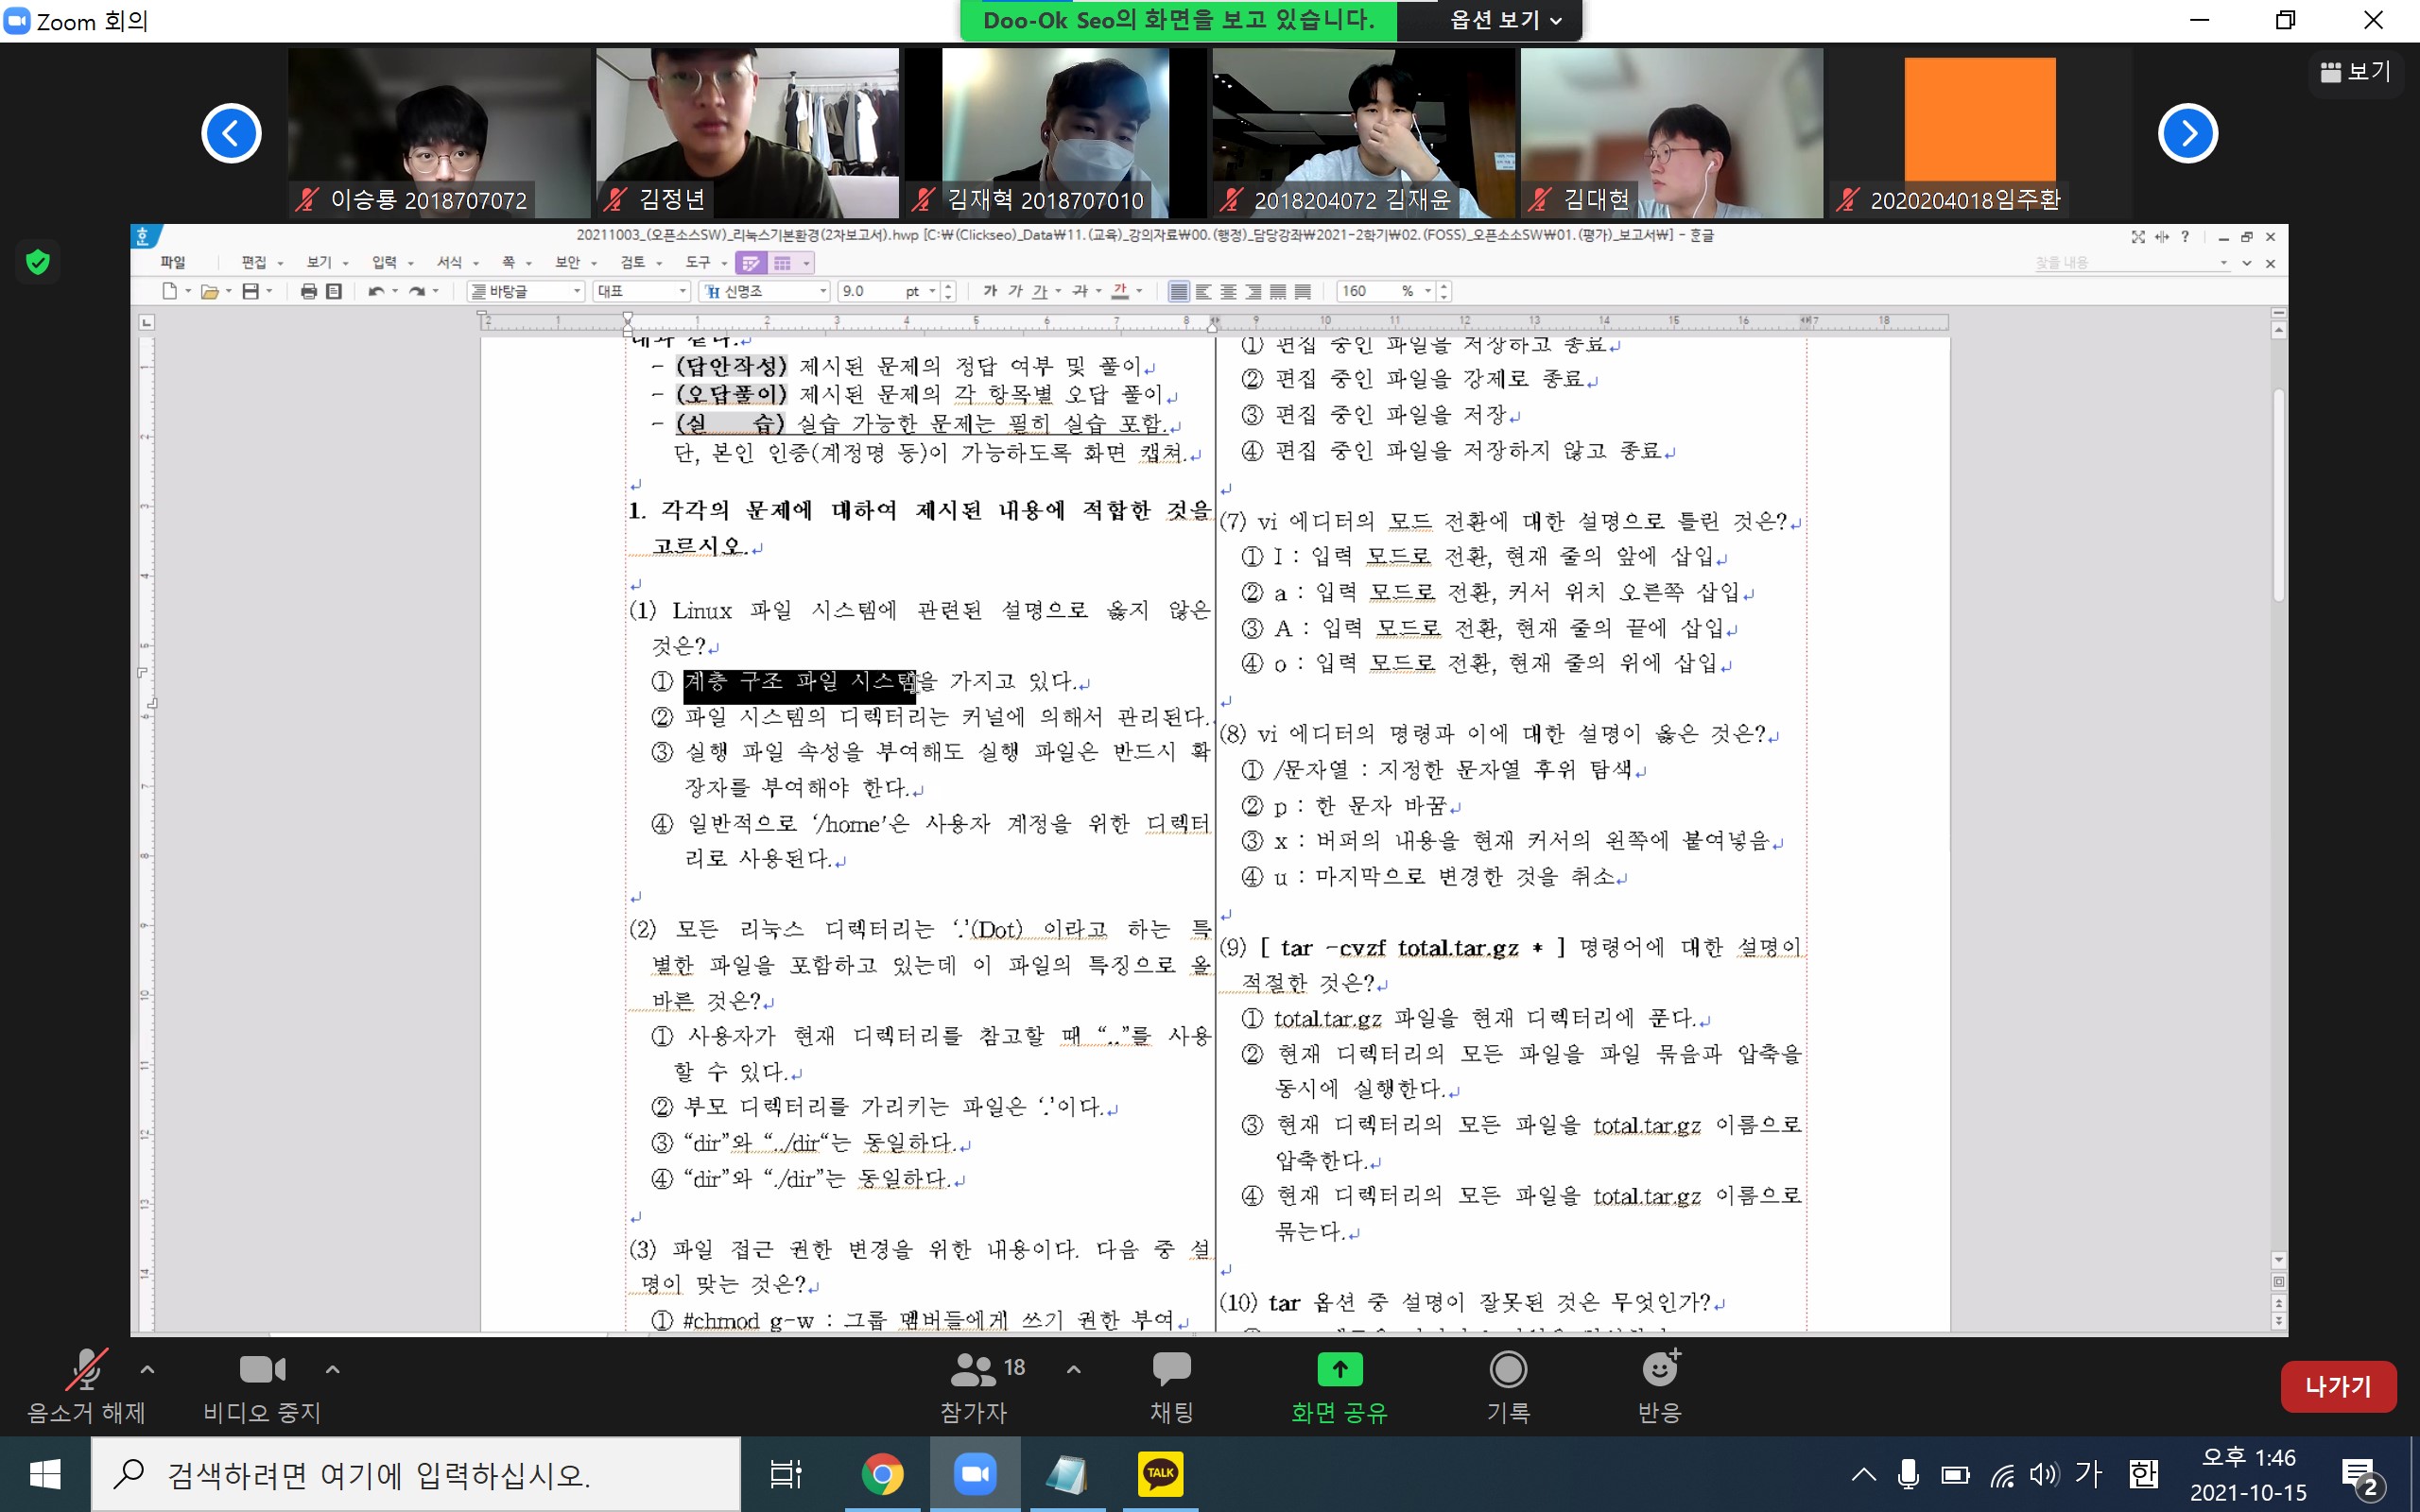 Zoom 회의
Doo-Ok Seo의 화면을 보고 있습니다.
옵션 보기
보기
이승룡 2018707072
김정년
김재혁 2018707010
2018204072 김재윤
김대현
2020204018임주환
20211003_(오픈소스SW)_리눅스기본환경(2차보고서).hwp [C:₩(Clickseo)_Data₩11.(교육)_강의자료₩00.(행정)_담당강좌₩2021-2학기₩02.(FOSS)_오픈소스SW₩01.(평가)_보고서₩] - 훈글
파일 편집 보기 입력 서식 쪽 보안 검토 도구
찾을 내용
바탕글 대표 신명조 9.0 pt 가 가 가 가 가 160 %
- (답안작성) 제시된 문제의 정답 여부 및 풀이
- (오답풀이) 제시된 문제의 각 항목별 오답 풀이
- (실 습) 실습 가능한 문제는 필히 실습 포함.
단, 본인 인증(계정명 등)이 가능하도록 화면 캡쳐.
1. 각각의 문제에 대하여 제시된 내용에 적합한 것을
고르시오.
(1) Linux 파일 시스템에 관련된 설명으로 옳지 않은
것은?
① 계층 구조 파일 시스템을 가지고 있다.
② 파일 시스템의 디렉터리는 커널에 의해서 관리된다.
③ 실행 파일 속성을 부여해도 실행 파일은 반드시 확
장자를 부여해야 한다.
④ 일반적으로 ‘/home’은 사용자 계정을 위한 디렉터
리로 사용된다.
(2) 모든 리눅스 디렉터리는 ‘.’(Dot) 이라고 하는 특
별한 파일을 포함하고 있는데 이 파일의 특징으로 올
바른 것은?
① 사용자가 현재 디렉터리를 참고할 때 “..”를 사용
할 수 있다.
② 부모 디렉터리를 가리키는 파일은 ‘.’이다.
③ “dir”와 “../dir“는 동일하다.
④ “dir”와 “./dir”는 동일하다.
(3) 파일 접근 권한 변경을 위한 내용이다. 다음 중 설
명이 맞는 것은?
① #chmod g-w : 그룹 멤버들에게 쓰기 권한 부여
① 편집 중인 파일을 저장하고 종료
② 편집 중인 파일을 강제로 종료
③ 편집 중인 파일을 저장
④ 편집 중인 파일을 저장하지 않고 종료
(7) vi 에디터의 모드 전환에 대한 설명으로 틀린 것은?
① I : 입력 모드로 전환, 현재 줄의 앞에 삽입
② a : 입력 모드로 전환, 커서 위치 오른쪽 삽입
③ A : 입력 모드로 전환, 현재 줄의 끝에 삽입
④ o : 입력 모드로 전환, 현재 줄의 위에 삽입
(8) vi 에디터의 명령과 이에 대한 설명이 옳은 것은?
① /문자열 : 지정한 문자열 후위 탐색
② p : 한 문자 바꿈
③ x : 버퍼의 내용을 현재 커서의 왼쪽에 붙여넣음
④ u : 마지막으로 변경한 것을 취소
(9) [ tar -cvzf total.tar.gz * ] 명령어에 대한 설명이
적절한 것은?
① total.tar.gz 파일을 현재 디렉터리에 푼다.
② 현재 디렉터리의 모든 파일을 파일 묶음과 압축을
동시에 실행한다.
③ 현재 디렉터리의 모든 파일을 total.tar.gz 이름으로
압축한다.
④ 현재 디렉터리의 모든 파일을 total.tar.gz 이름으로
묶는다.
(10) tar 옵션 중 설명이 잘못된 것은 무엇인가?
음소거 해제
비디오 중지
18
참가자
채팅
화면 공유
기록
반응
나가기
검색하려면 여기에 입력하십시오.
TALK
가 한
오후 1:46
2021-10-15
2